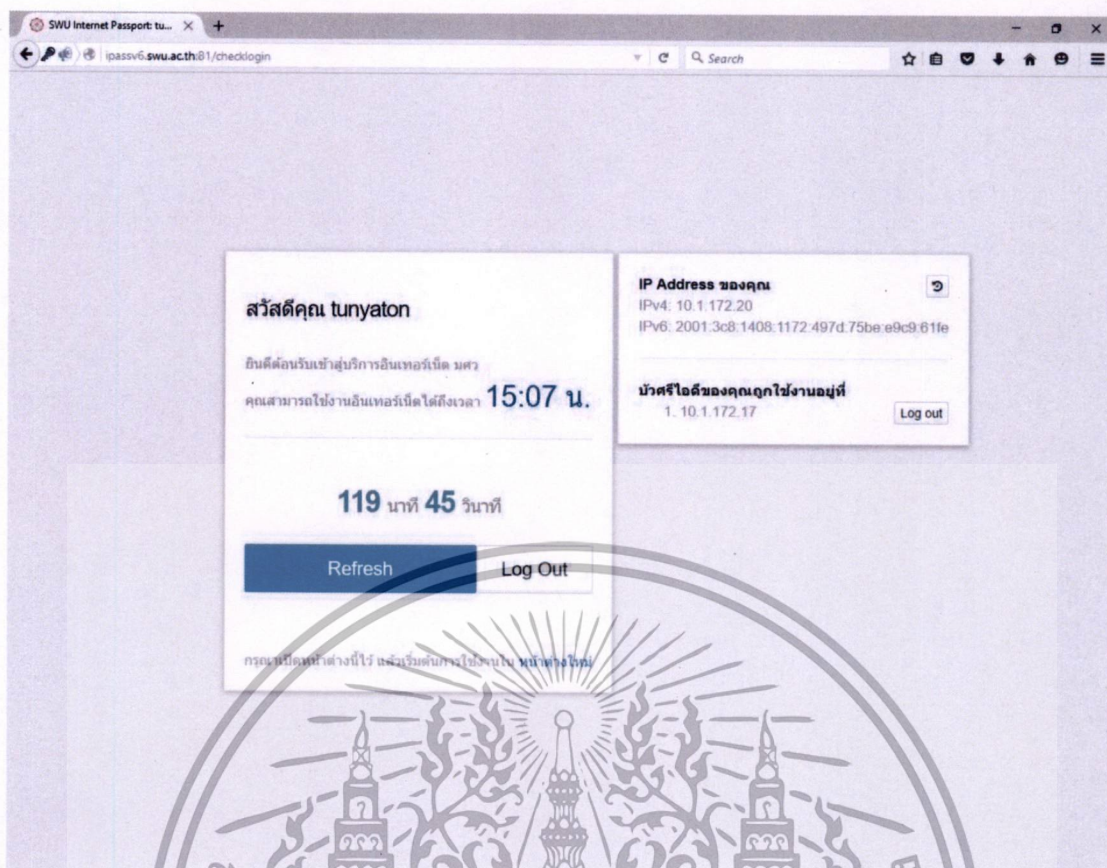 SWU Internet Passport: tu...
ipassv6.swu.ac.th:81/checklogin
Search
สวัสดีคุณ tunyaton
ยินดีต้อนรับเข้าสู่บริการอินเทอร์เน็ต มศว
คุณสามารถใช้งานอินเทอร์เน็ตได้ถึงเวลา 15:07 น.
119 นาที 45 วินาที
Refresh
Log Out
กรุณาเปิดหน้าต่างนี้ไว้ แล้วเริ่มต้นการใช้งานใน หน้าต่างใหม่
IP Address ของคุณ
IPv4: 10.1.172.20
IPv6: 2001:3c8:1408:1172:497d:75be:e9c9:61fe
บัวศรีไอดีของคุณถูกใช้งานอยู่ที่
1. 10.1.172.17
Log out